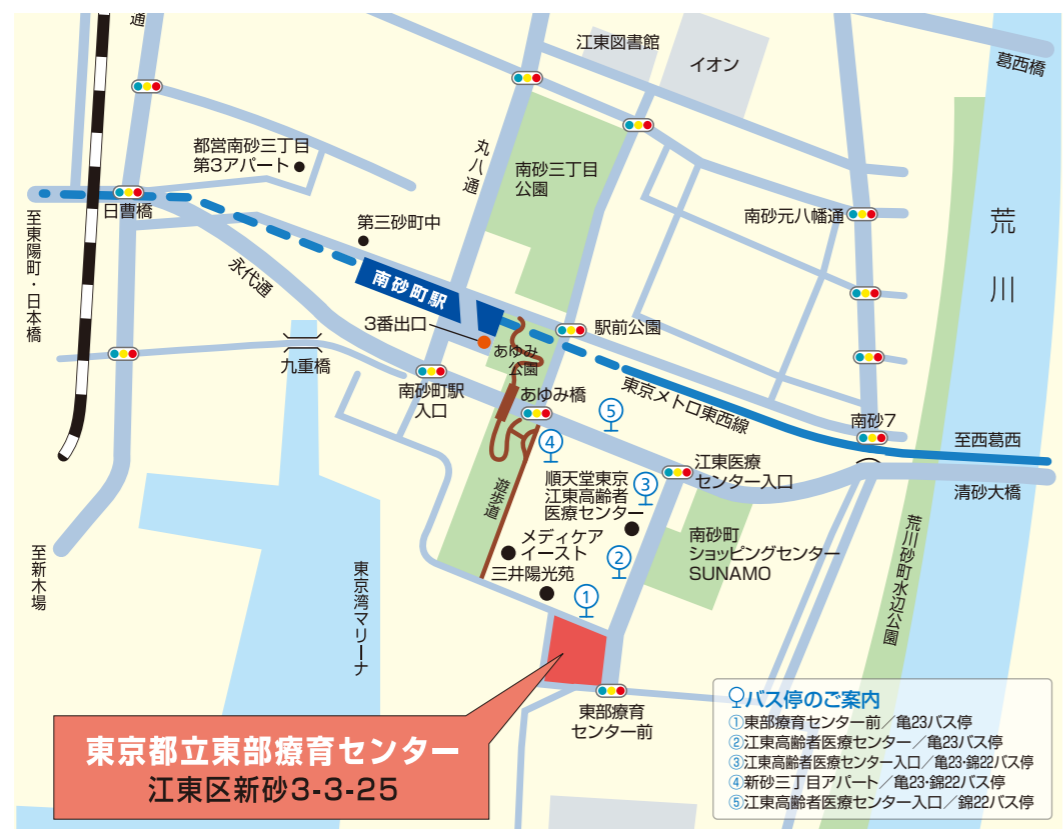 通
江東図書館
イオン
葛西橋
都営南砂三丁目
第3アパート
丸八通
南砂三丁目
公園
日曹橋
南砂元八幡通
荒川
至東陽町・日本橋
第三砂町中
永代通
南砂町駅
3番出口
駅前公園
あゆみ
公園
九重橋
南砂町駅
入口
あゆみ橋
東京メトロ東西線
南砂7
至西葛西
⑤
④
順天堂東京
江東高齢者
医療センター
③
江東医療
センター入口
清砂大橋
遊歩道
メディケア
イースト
②
南砂町
ショッピングセンター
SUNAMO
荒川砂町水辺公園
至新木場
東京湾マリーナ
三井陽光苑
①
東部療育
センター前
東京都立東部療育センター
江東区新砂3-3-25
バス停のご案内
①東部療育センター前／亀23バス停
②江東高齢者医療センター／亀23バス停
③江東高齢者医療センター入口／亀23・錦22バス停
④新砂三丁目アパート／亀23・錦22バス停
⑤江東高齢者医療センター入口／錦22バス停